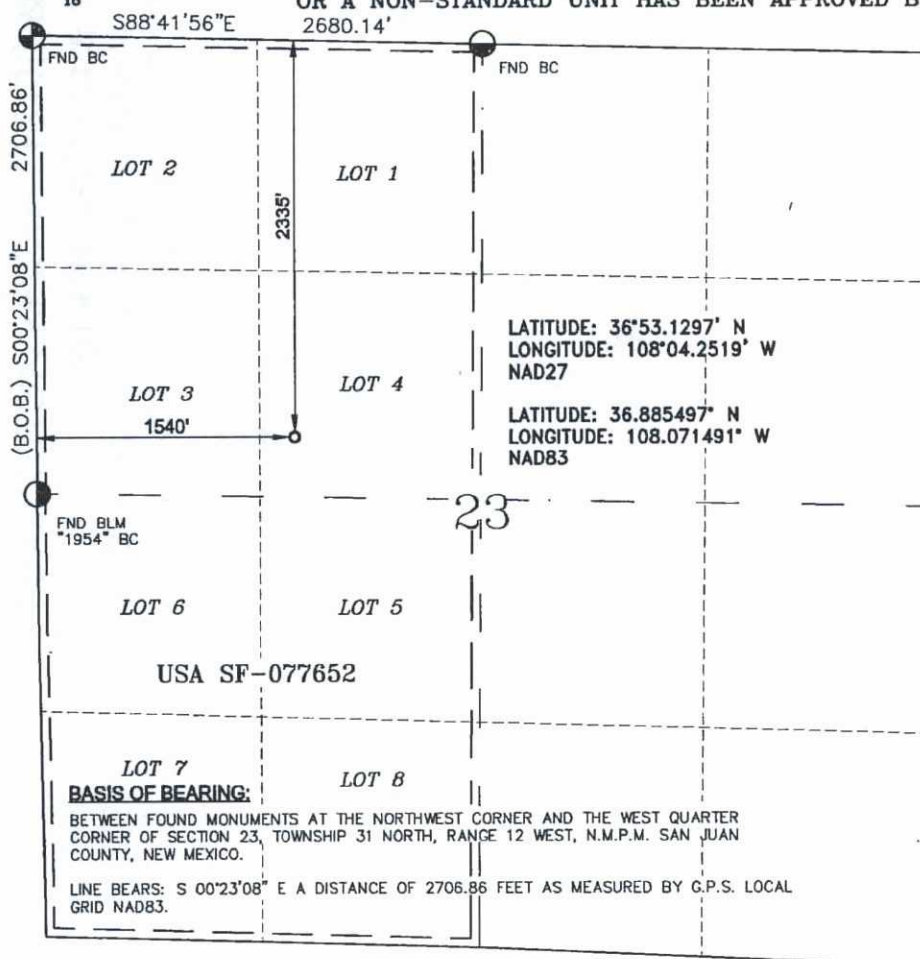 16
OR A NON-STANDARD UNIT HAS BEEN APPROVED B
S88°41'56"E 2680.14'
FND BC
FND BC
2706.86'
(B.O.B.) S00°23'08"E
LOT 2
LOT 1
2335'
LATITUDE: 36°53.1297' N
LONGITUDE: 108°04.2519' W
NAD27
LOT 3
LOT 4
1540'
LATITUDE: 36.885497° N
LONGITUDE: 108.071491° W
NAD83
23
FND BLM
"1954" BC
LOT 6
LOT 5
USA SF-077652
LOT 7
LOT 8
BASIS OF BEARING:
BETWEEN FOUND MONUMENTS AT THE NORTHWEST CORNER AND THE WEST QUARTER
CORNER OF SECTION 23, TOWNSHIP 31 NORTH, RANGE 12 WEST, N.M.P.M. SAN JUAN
COUNTY, NEW MEXICO.
LINE BEARS: S 00°23'08" E A DISTANCE OF 2706.86 FEET AS MEASURED BY G.P.S. LOCAL
GRID NAD83.